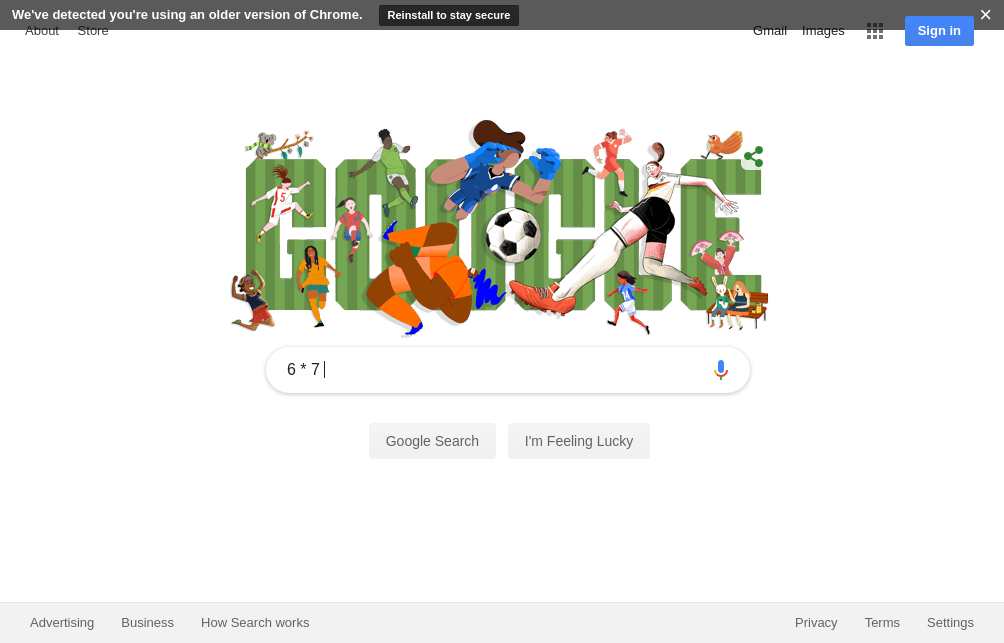 We've detected you're using an older version of Chrome. Reinstall to stay secure ×
About Store Gmail Images Sign in
6 * 7
Google Search I'm Feeling Lucky
Advertising Business How Search works Privacy Terms Settings